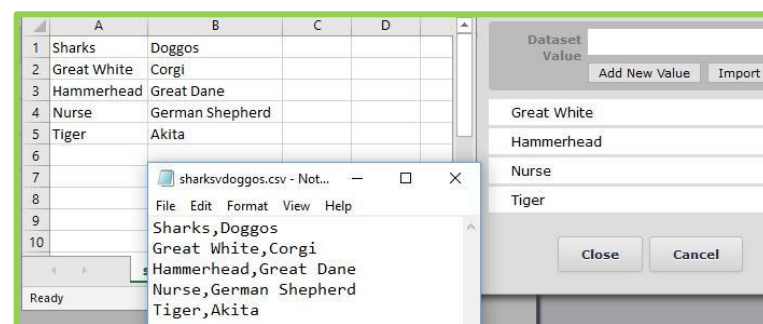 A B C D
1 Sharks Doggos
2 Great White Corgi
3 Hammerhead Great Dane
4 Nurse German Shepherd
5 Tiger Akita
6
7
8
9
10
Ready
sharksvdoggos.csv - Not...
File Edit Format View Help
Sharks,Doggos
Great White,Corgi
Hammerhead,Great Dane
Nurse,German Shepherd
Tiger,Akita
Dataset
Value
Add New Value Import
Great White
Hammerhead
Nurse
Tiger
Close Cancel